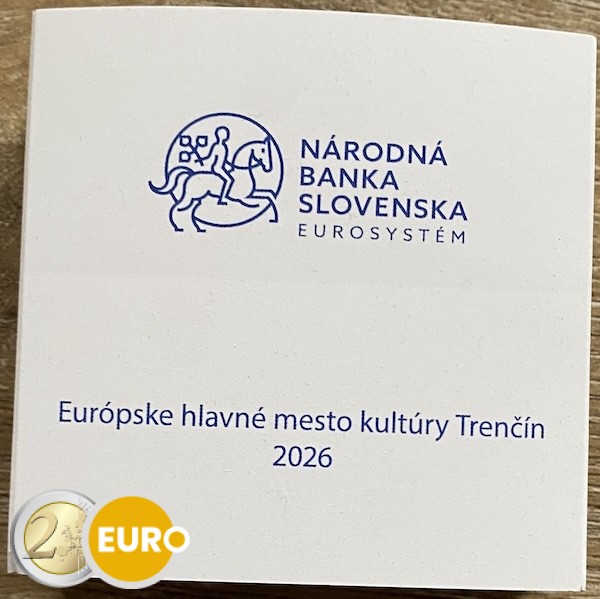 NÁRODNÁ
BANKA
SLOVENSKA
EUROSYSTÉM
Európske hlavné mesto kultúry Trenčín
2026
2 EURO